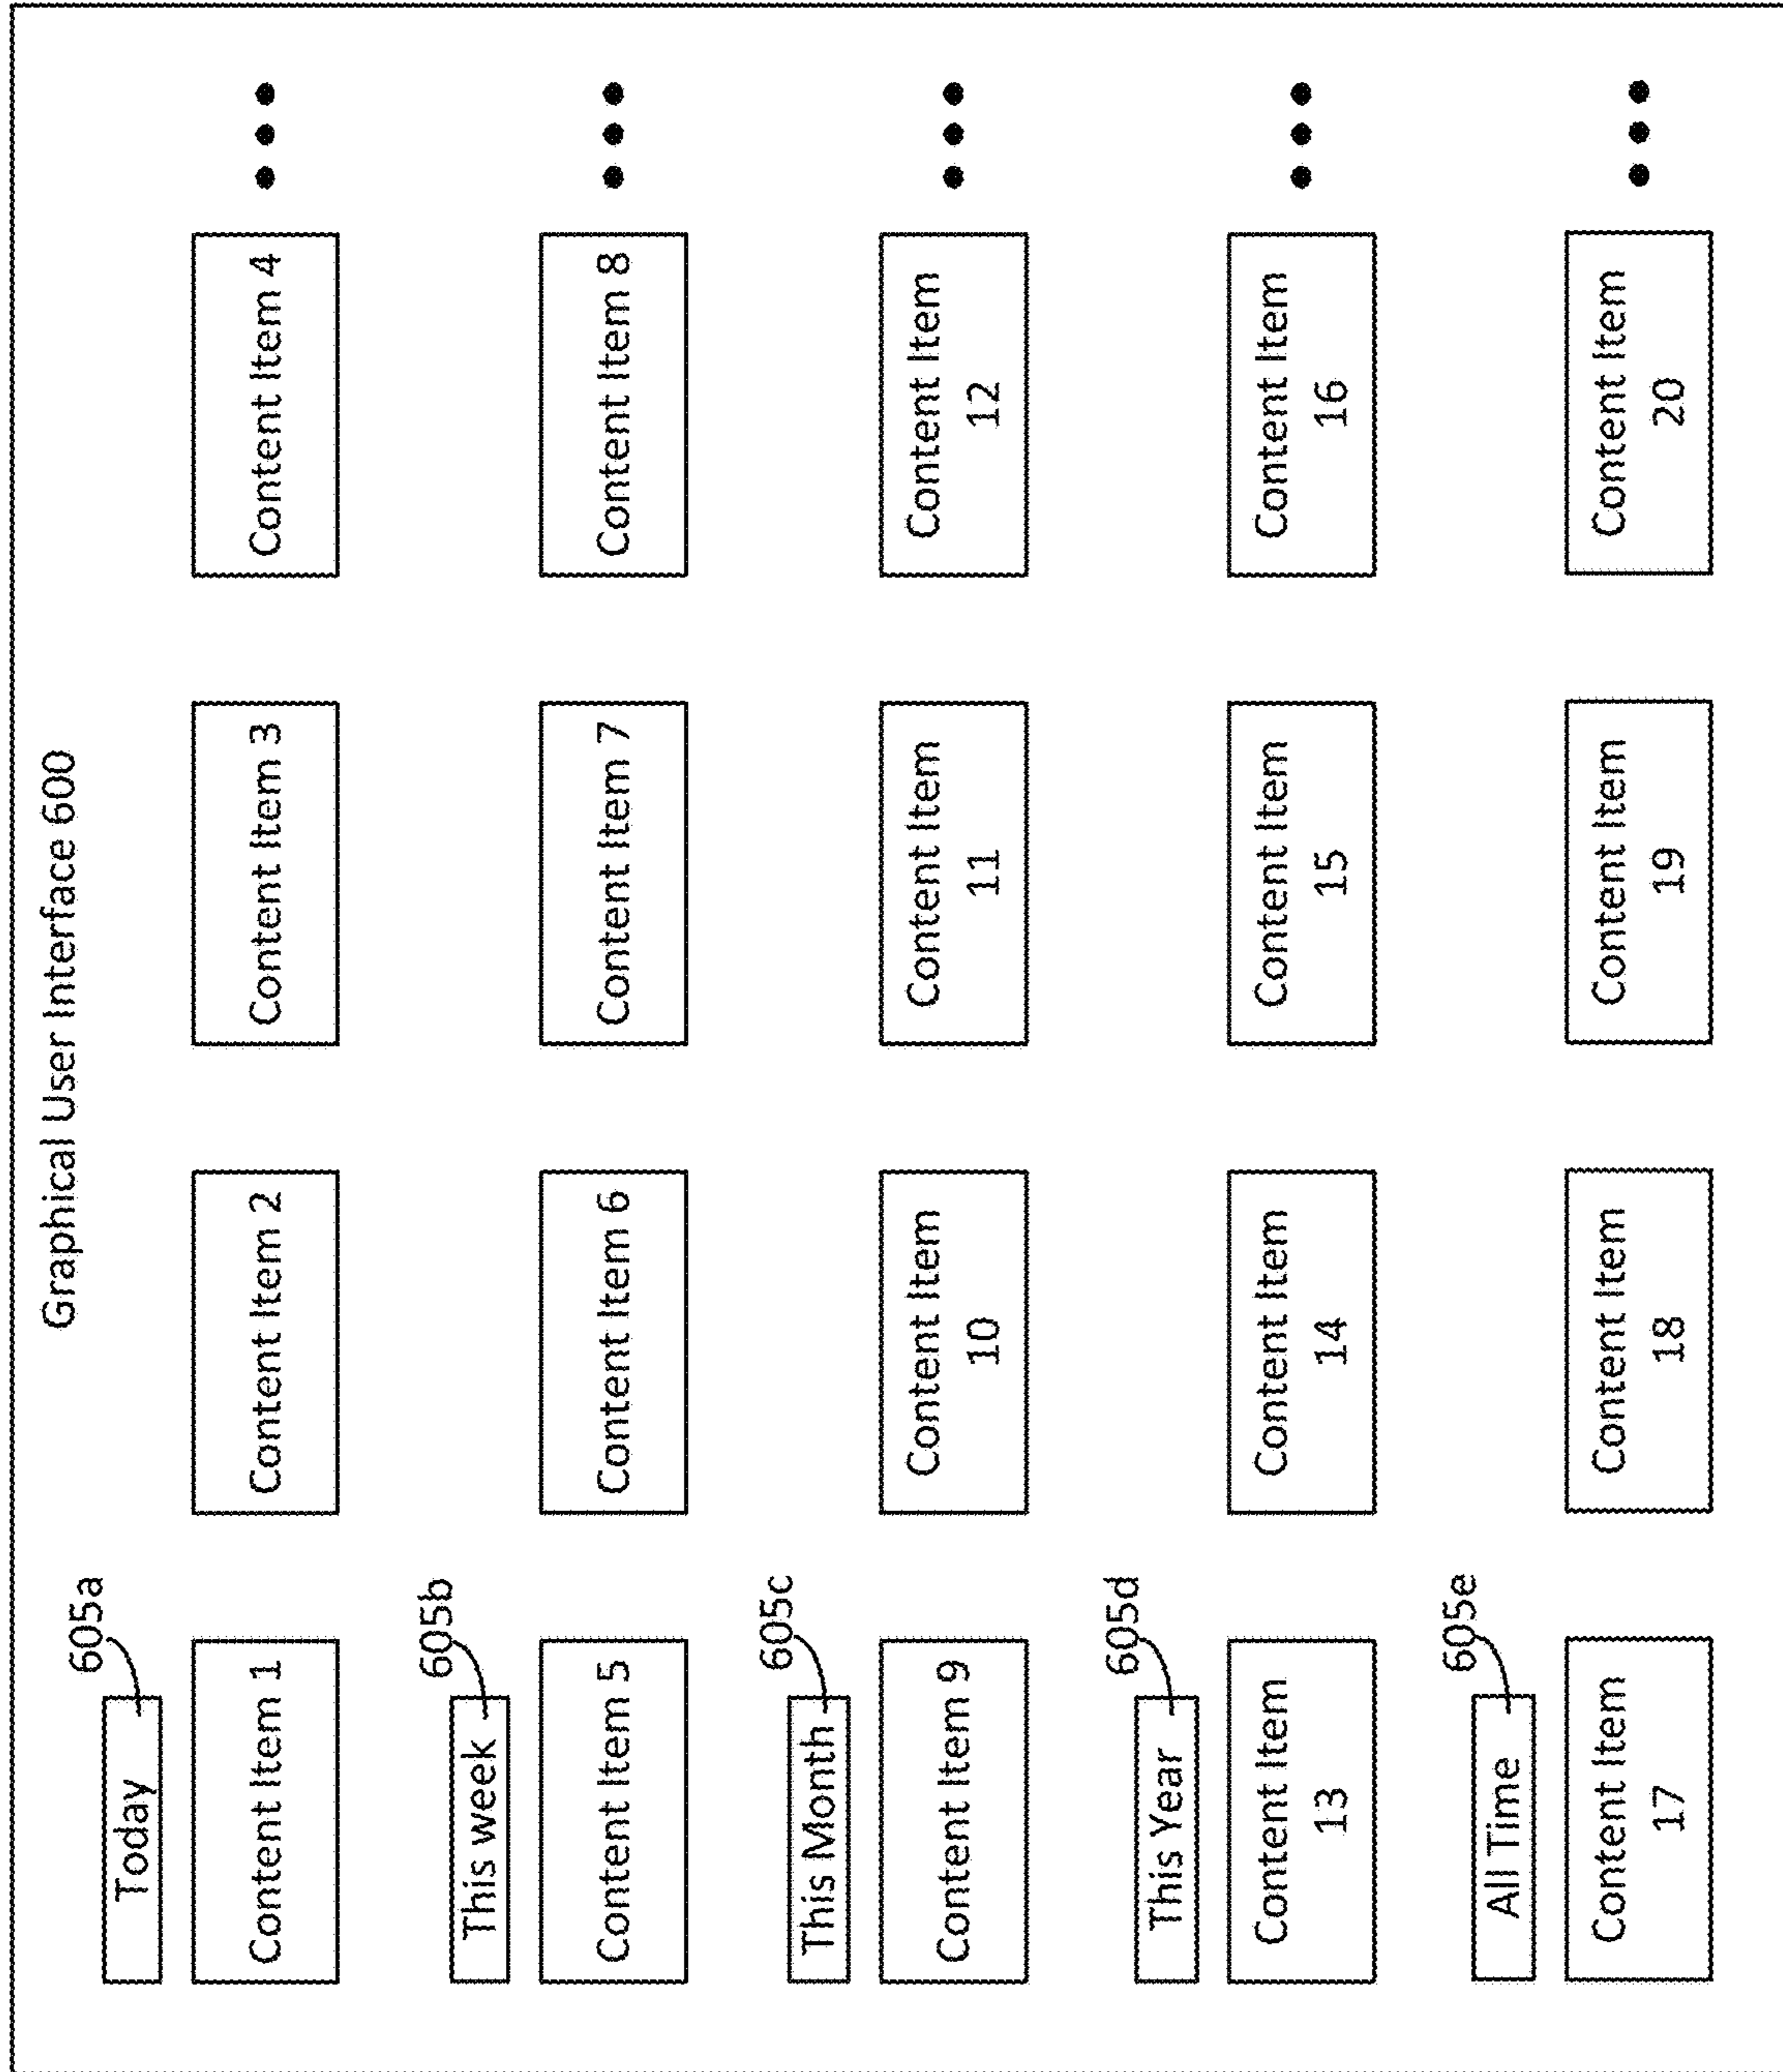 Graphical User Interface 600
605a
Today
Content Item 1
Content Item 2
Content Item 3
Content Item 4
605b
This week
Content Item 5
Content Item 6
Content Item 7
Content Item 8
605c
This Month
Content Item 9
Content Item
10
Content Item
11
Content Item
12
605d
This Year
Content Item
13
Content Item
14
Content Item
15
Content Item
16
605e
All Time
Content Item
17
Content Item
18
Content Item
19
Content Item
20